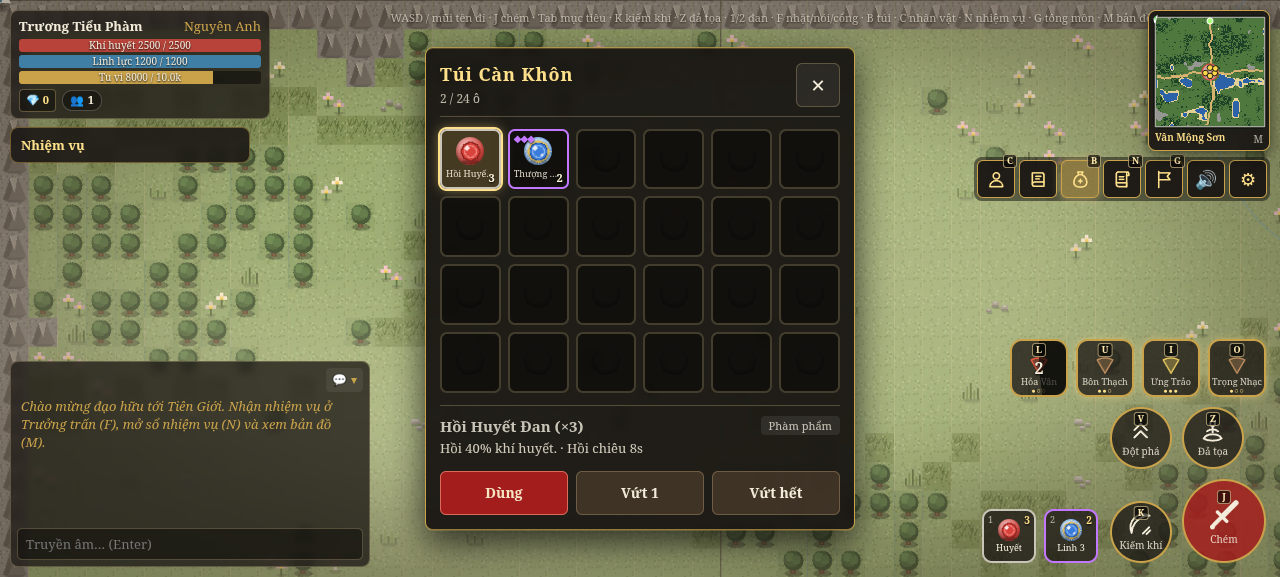 Trương Tiểu Phàm Nguyên Anh
Khí huyết 2500 / 2500
Linh lực 1200 / 1200
Tu vi 8000 / 10.0k
0
1
Nhiệm vụ
WASD / mũi tên đi · J chém · Tab mục tiêu · K kiếm khí · Z đả tọa · 1/2 đan · F nhặt/nói/cống · B túi · C nhân vật · N nhiệm vụ · G tông môn · M bản
Vân Mộng Sơn M
C B N G
Túi Càn Khôn
2 / 24 ô
Hồi Huyế.. 3
Thượng ... 2
Hồi Huyết Đan (×3) Phàm phẩm
Hồi 40% khí huyết. · Hồi chiêu 8s
Dùng Vứt 1 Vứt hết
Chào mừng đạo hữu tới Tiên Giới. Nhận nhiệm vụ ở
Trưởng trấn (F), mở sổ nhiệm vụ (N) và xem bản đồ
(M).
Truyền âm... (Enter)
L U I O
2
Hỏa Vân Bôn Thạch Ưng Trảo Trọng Nhạc
V Z
Đột phá Đả tọa
1 3 2 2
Huyết Linh 3
K
Kiếm khí
J
Chém